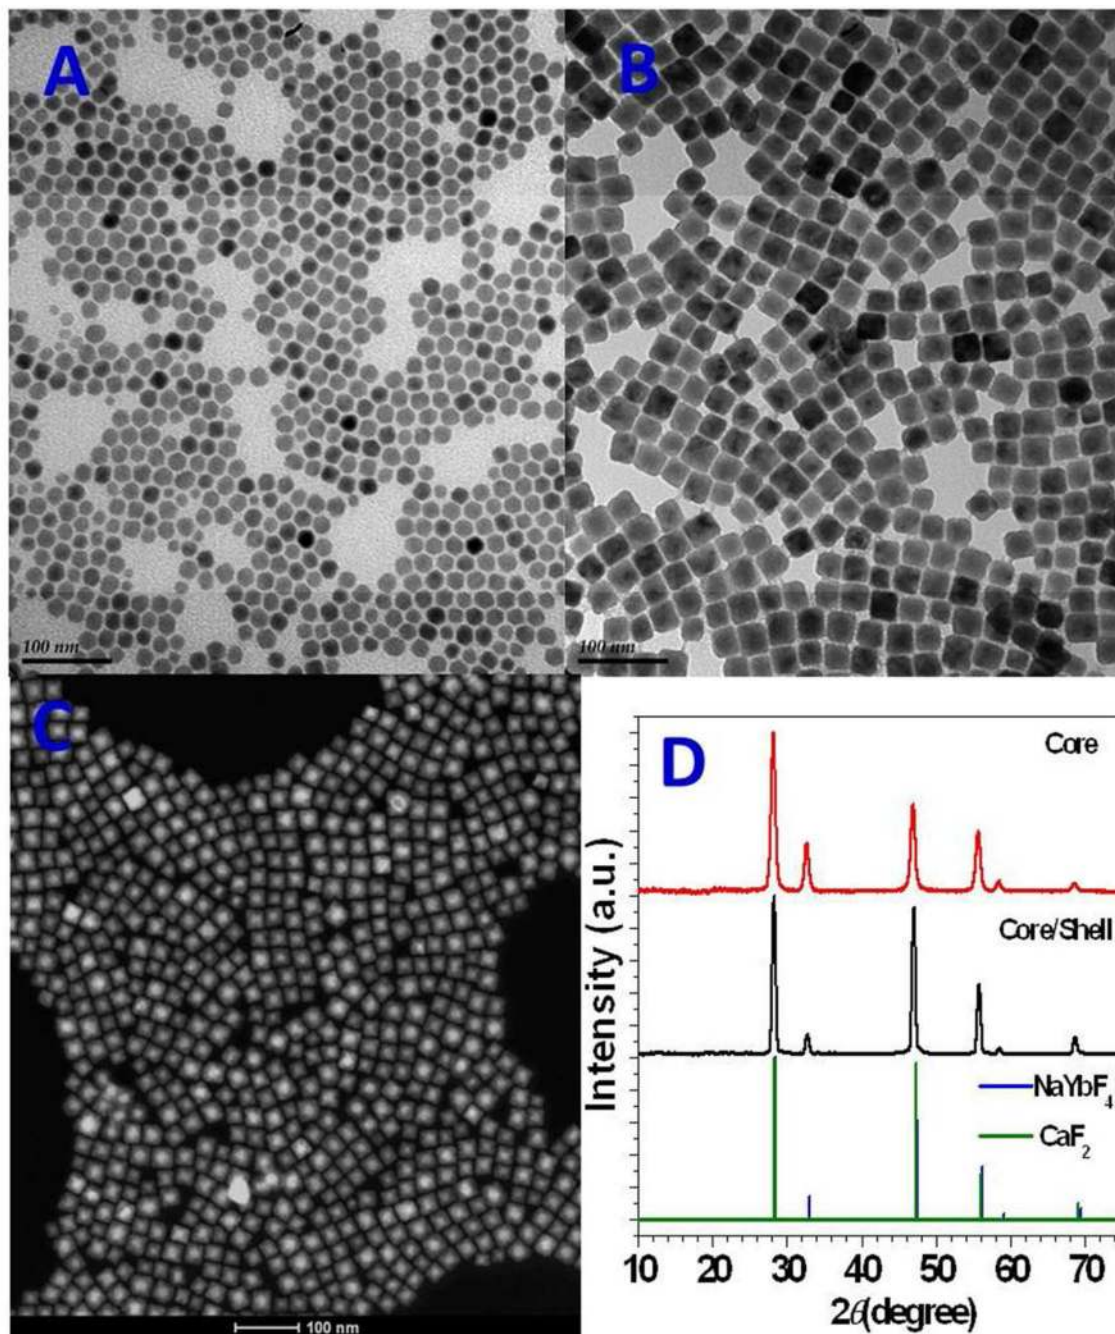 A
B
100 nm
100 nm
C
100 nm
D
Core
Core/Shell
NaYbF4
CaF2
Intensity (a.u.)
10 20 30 40 50 60 70
2θ(degree)